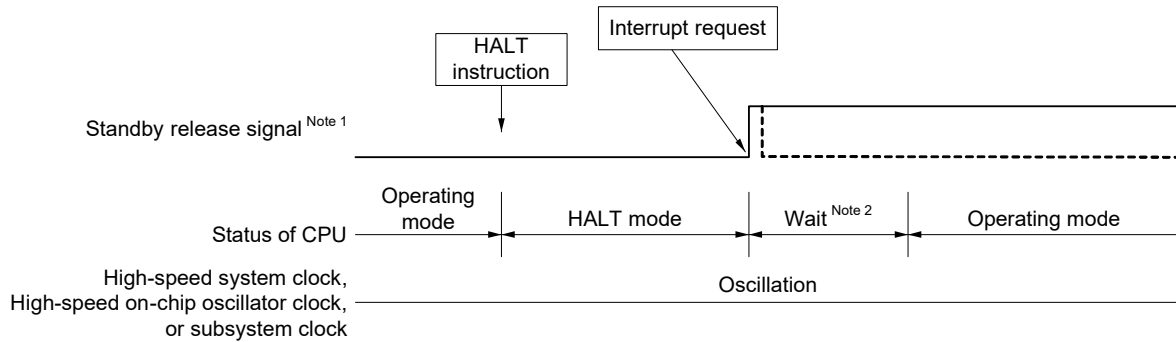 HALT
instruction
Interrupt request
Standby release signal Note 1
Operating
mode
HALT mode
Wait Note 2
Operating mode
Status of CPU
High-speed system clock,
High-speed on-chip oscillator clock,
or subsystem clock
Oscillation